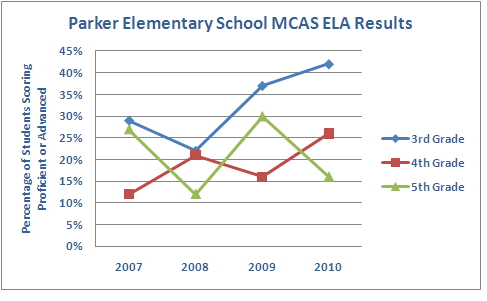 Parker Elementary School MCAS ELA Results
Percentage of Students Scoring
Proficient or Advanced
45%
40%
35%
30%
25%
20%
15%
10%
5%
0%
2007 2008 2009 2010
3rd Grade
4th Grade
5th Grade